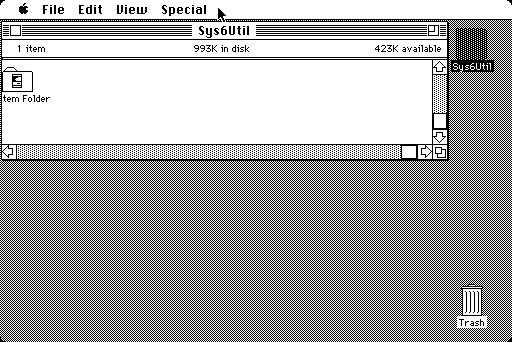 File Edit View Special
Sys6Util
1 item 993K in disk 423K available
Sys6Util
tem Folder
Trash